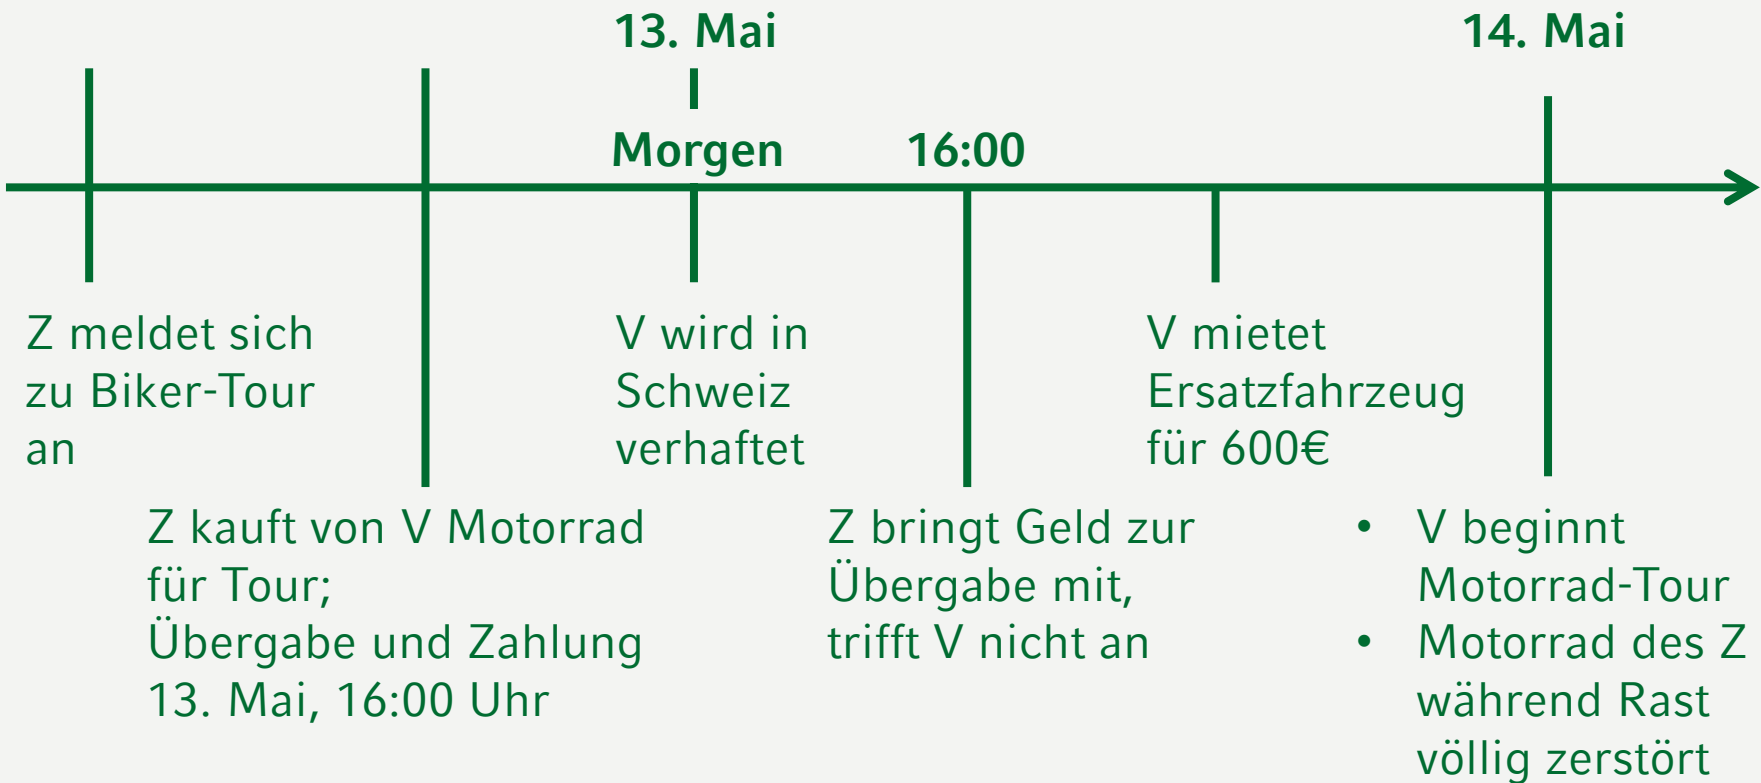 13. Mai
14. Mai
Morgen
16:00
Z meldet sich
zu Biker-Tour
an
Z kauft von V Motorrad
für Tour;
Übergabe und Zahlung
13. Mai, 16:00 Uhr
V wird in
Schweiz
verhaftet
Z bringt Geld zur
Übergabe mit,
trifft V nicht an
V mietet
Ersatzfahrzeug
für 600€
• V beginnt
Motorrad-Tour
• Motorrad des Z
während Rast
völlig zerstört